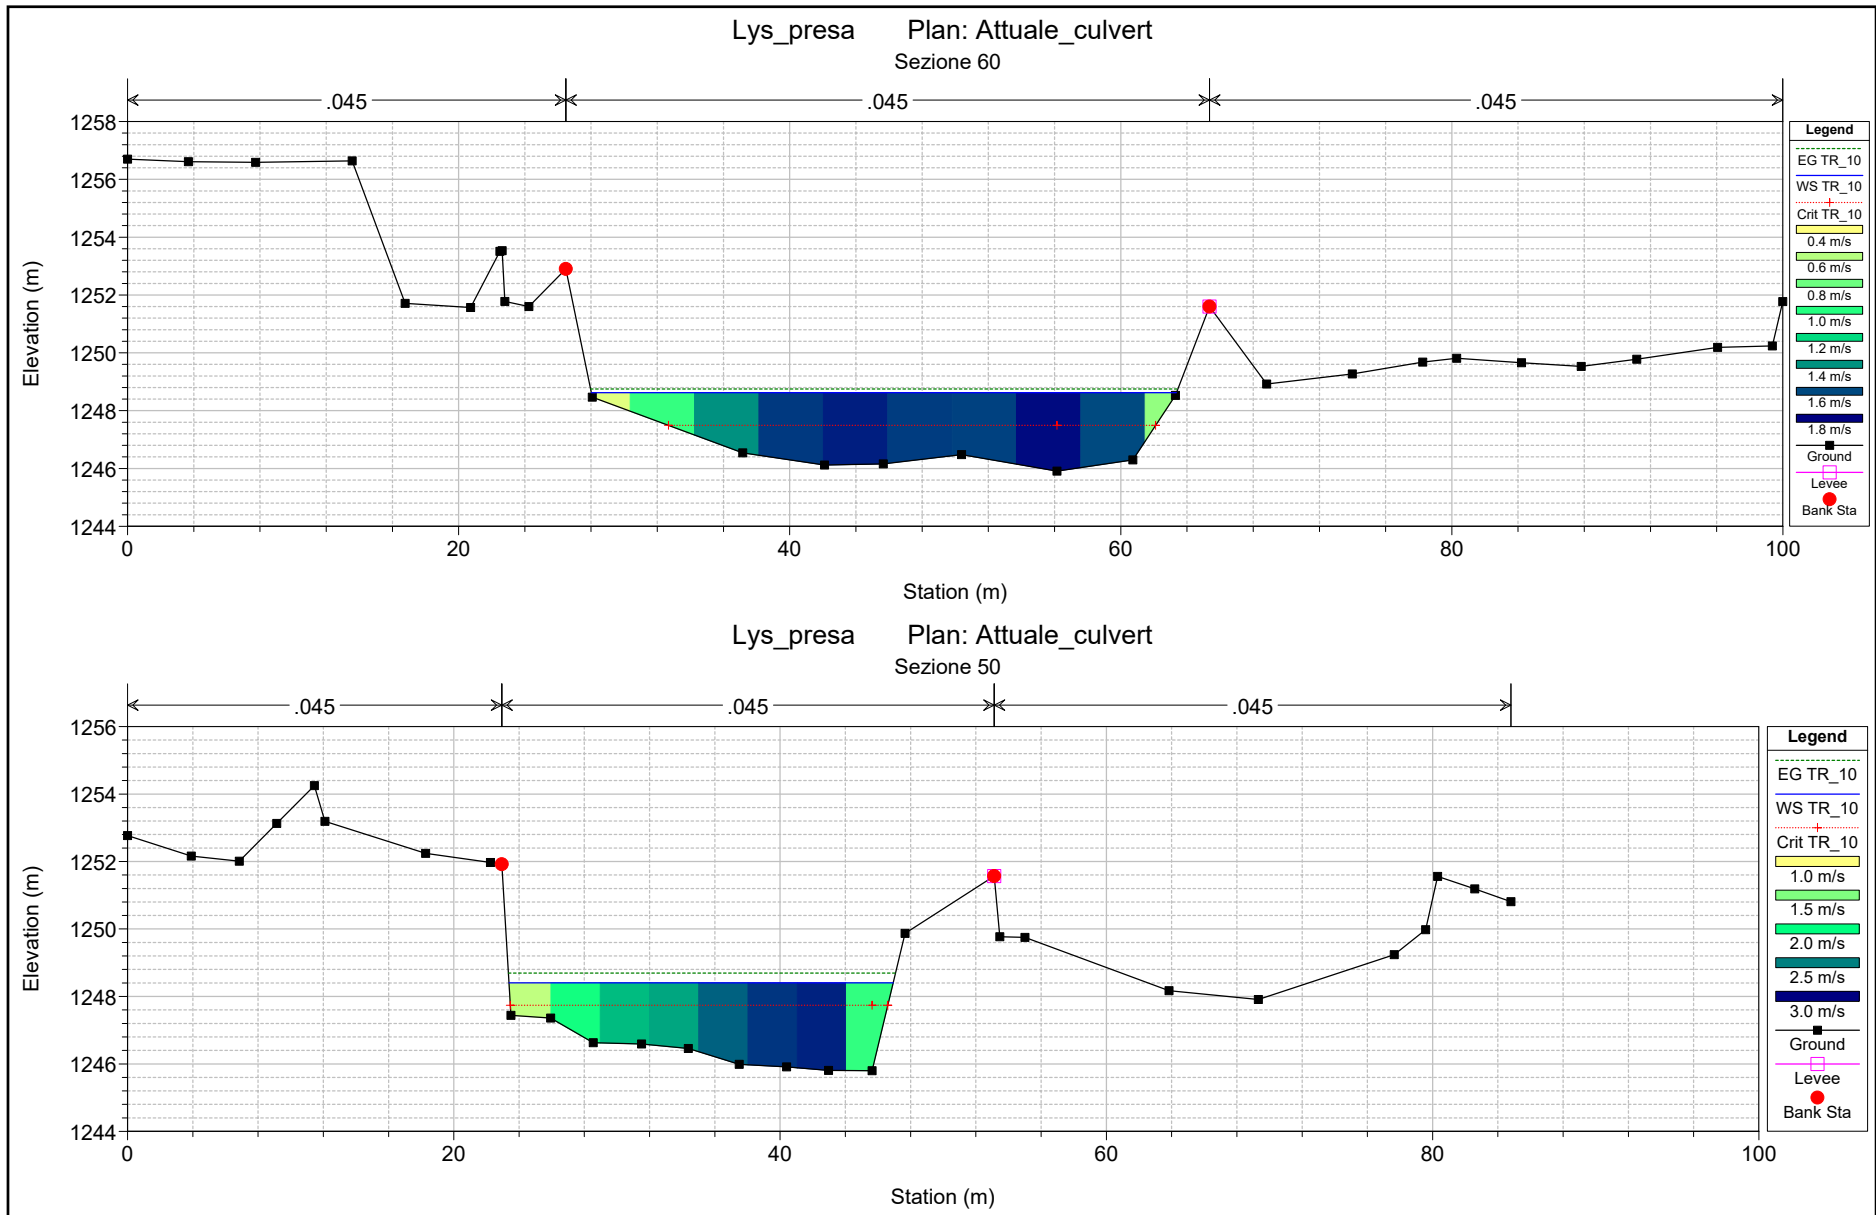 Lys_presa Plan: Attuale_culvert
Sezione 60
.045 .045 .045
1258
1256
1254
1252
1250
1248
1246
1244
Elevation (m)
0 20 40 60 80 100
Station (m)
Legend
EG TR_10
WS TR_10
Crit TR_10
0.4 m/s
0.6 m/s
0.8 m/s
1.0 m/s
1.2 m/s
1.4 m/s
1.6 m/s
1.8 m/s
Ground
Levee
Bank Sta
Lys_presa Plan: Attuale_culvert
Sezione 50
.045 .045 .045
1256
1254
1252
1250
1248
1246
1244
Elevation (m)
0 20 40 60 80 100
Station (m)
Legend
EG TR_10
WS TR_10
Crit TR_10
1.0 m/s
1.5 m/s
2.0 m/s
2.5 m/s
3.0 m/s
Ground
Levee
Bank Sta